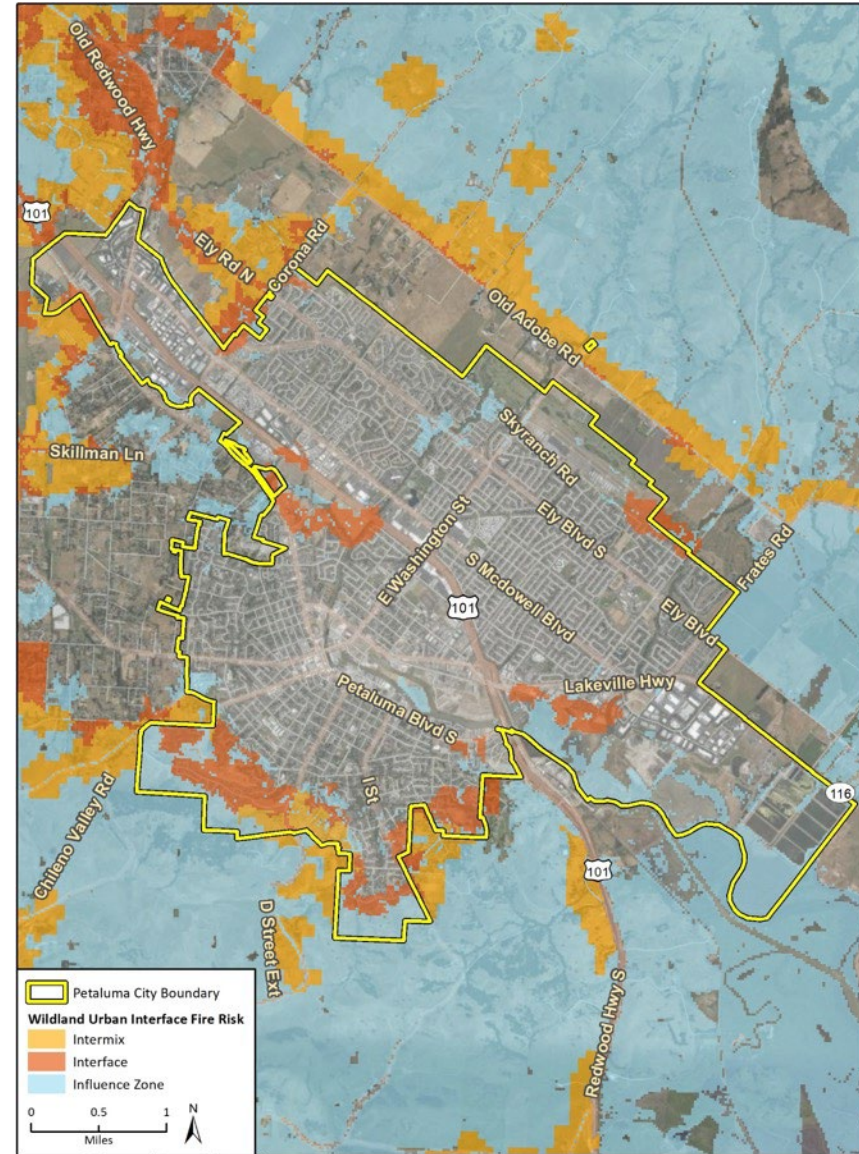 Old Redwood Hwy
101
Ely Rd N
Corona Rd
Old Adobe Rd
Skillman Ln
Skyranch Rd
Ely Blvd S
E Washington St
S Mcdowell Blvd
101
Frates Rd
Ely Blvd
Lakeville Hwy
Petaluma Blvd S
I St
116
Chileno Valley Rd
101
D Street Ext
Redwood Hwy S
Petaluma City Boundary
Wildland Urban Interface Fire Risk
Intermix
Interface
Influence Zone
0 0.5 1
Miles
N